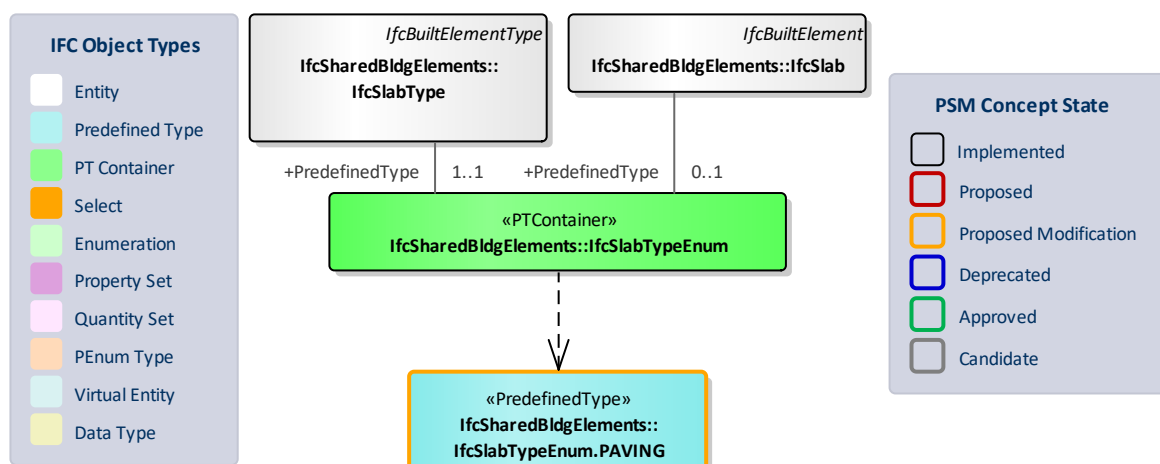 IFC Object Types
Entity
Predefined Type
PT Container
Select
Enumeration
Property Set
Quantity Set
PEnum Type
Virtual Entity
Data Type
IfcBuiltElementType
IfcSharedBldgElements::
IfcSlabType
IfcBuiltElement
IfcSharedBldgElements::IfcSlab
+PredefinedType 1..1
+PredefinedType 0..1
«PTContainer»
IfcSharedBldgElements::IfcSlabTypeEnum
«PredefinedType»
IfcSharedBldgElements::
IfcSlabTypeEnum.PAVING
PSM Concept State
Implemented
Proposed
Proposed Modification
Deprecated
Approved
Candidate